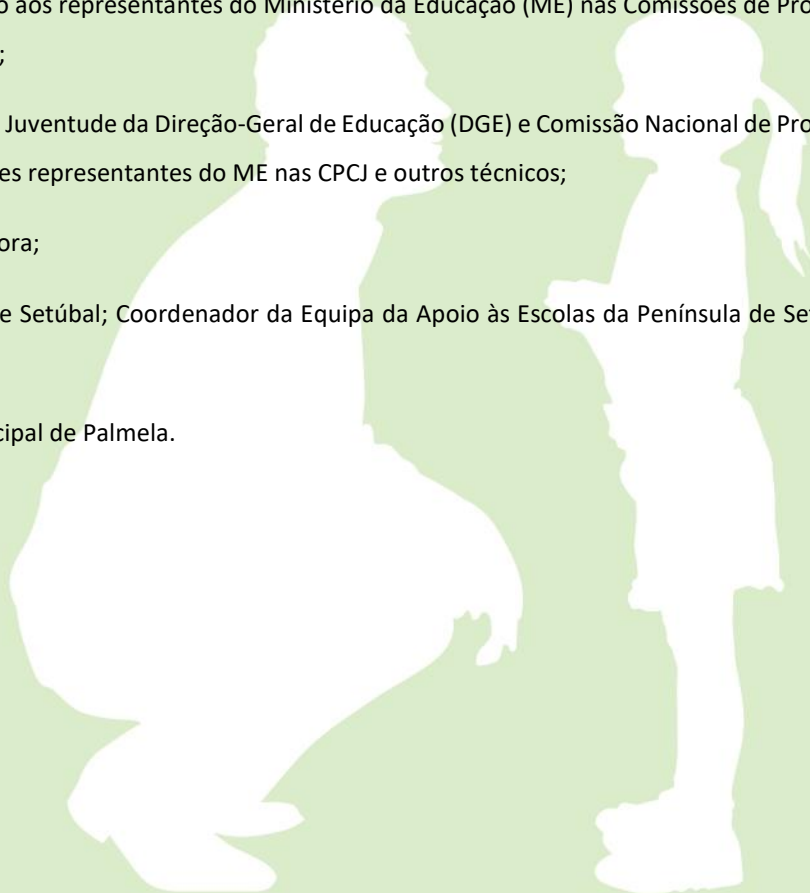 o aos representantes do Ministério da Educação (ME) nas Comissões de Pro
;
Juventude da Direção-Geral de Educação (DGE) e Comissão Nacional de Pro
es representantes do ME nas CPCJ e outros técnicos;
ora;
e Setúbal; Coordenador da Equipa da Apoio às Escolas da Península de Se
cipal de Palmela.